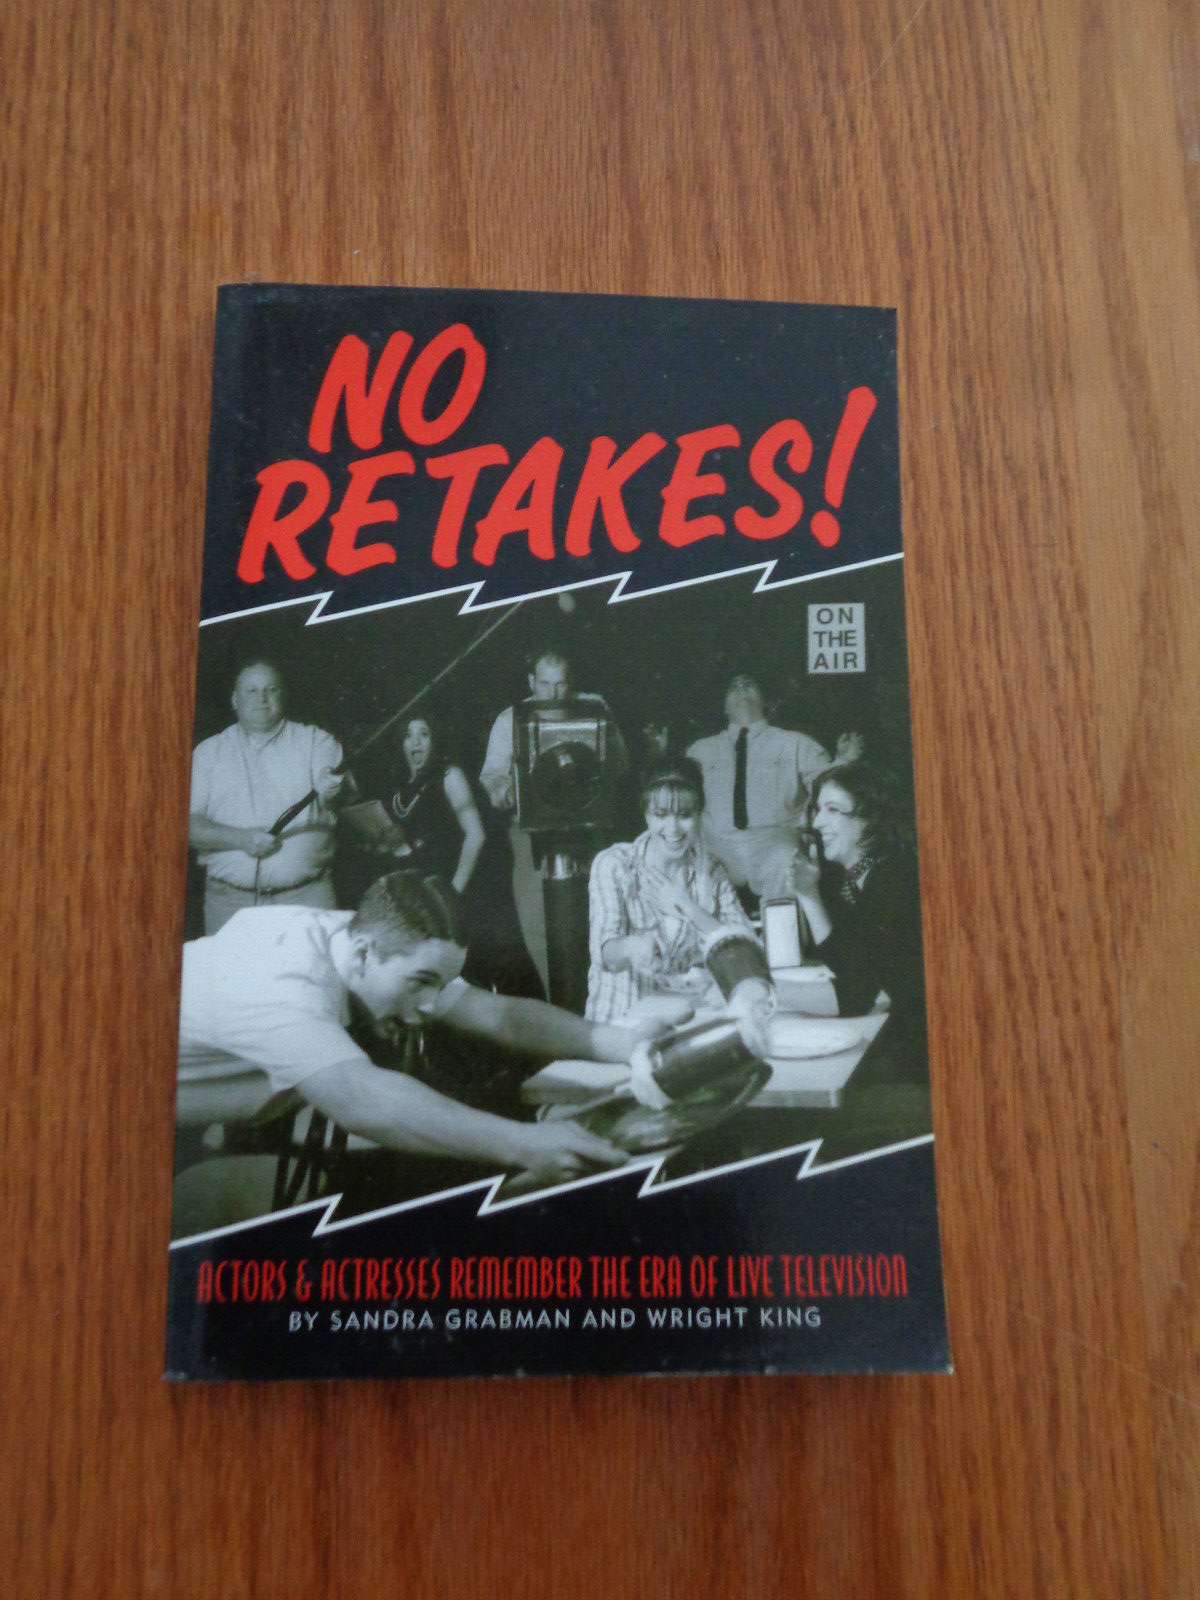 NO
RETAKES!
ON
THE
AIR
ACTORS & ACTRESSES REMEMBER THE ERA OF LIVE TELEVISION
BY SANDRA GRABMAN AND WRIGHT KING